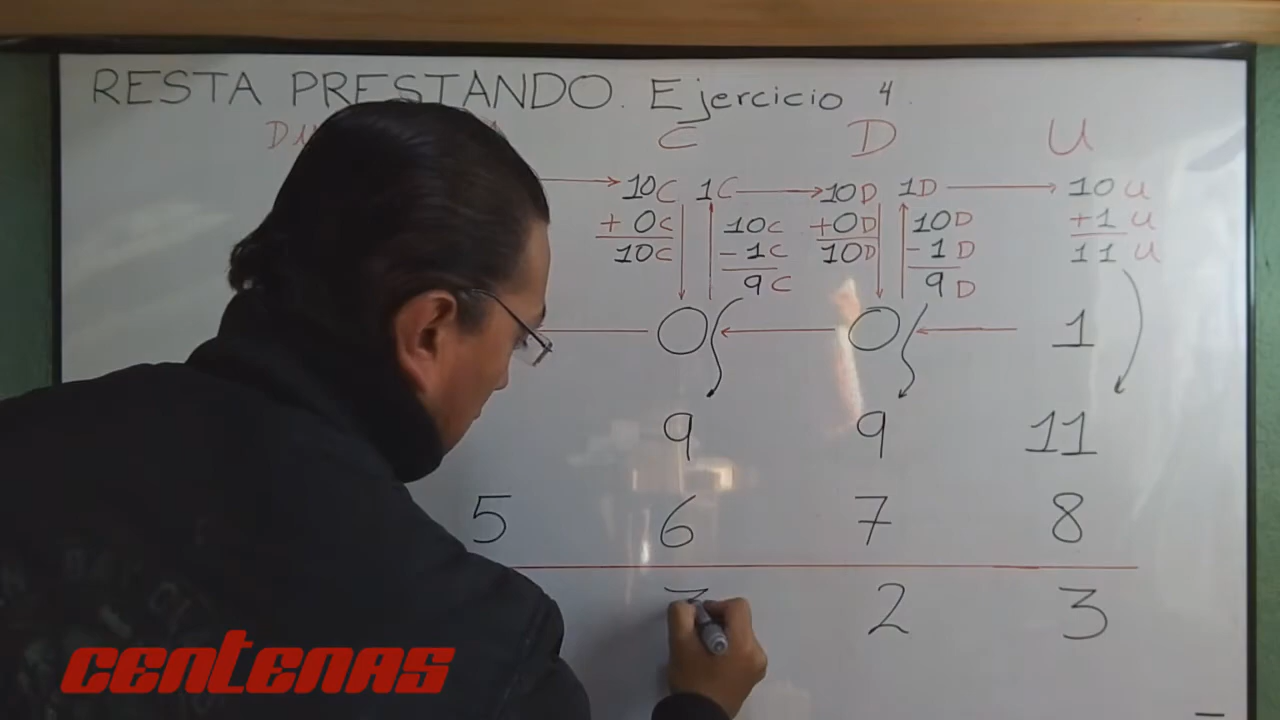 RESTA PRESTANDO. Ejercicio 4.
C D U
10C 1C 10D 1D 10U
+0C 10C +0D 10D +1U
10C -1C 10D -1D 11U
9C 9D
0 0 1
9 9 11
5 6 7 8
3 2 3
CENTENAS